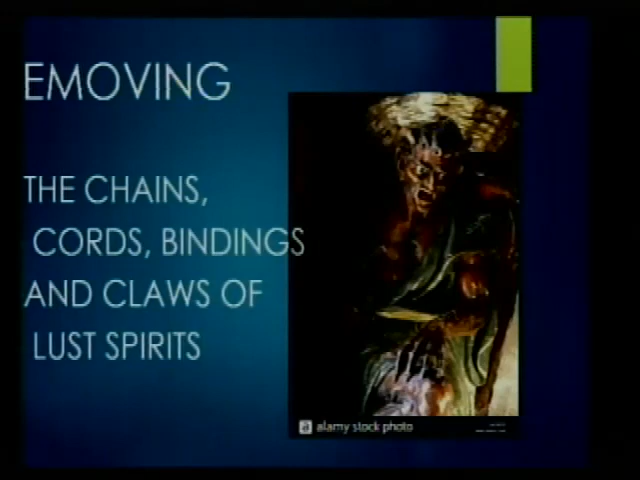 EMOVING
THE CHAINS,
CORDS, BINDINGS
AND CLAWS OF
LUST SPIRITS
a alamy stock photo